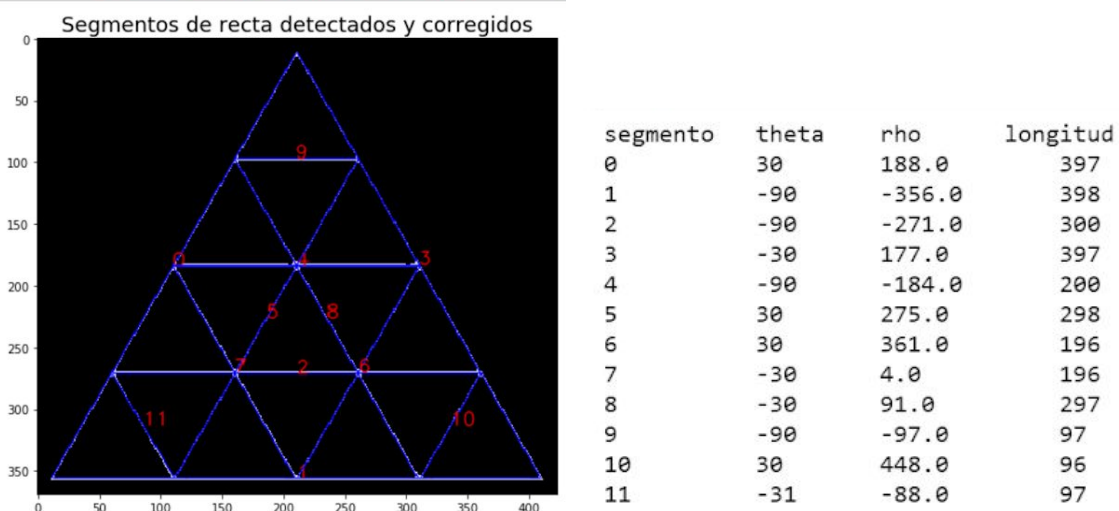 Segmentos de recta detectados y corregidos
0
50
100
150
200
250
300
350
0 50 100 150 200 250 300 350 400
9
0 4 3
5 8
7 2 6
11 10
1
segmento theta rho longitud
0 30 188.0 397
1 -90 -356.0 398
2 -90 -271.0 300
3 -30 177.0 397
4 -90 -184.0 200
5 30 275.0 298
6 30 361.0 196
7 -30 4.0 196
8 -30 91.0 297
9 -90 -97.0 97
10 30 448.0 96
11 -31 -88.0 97